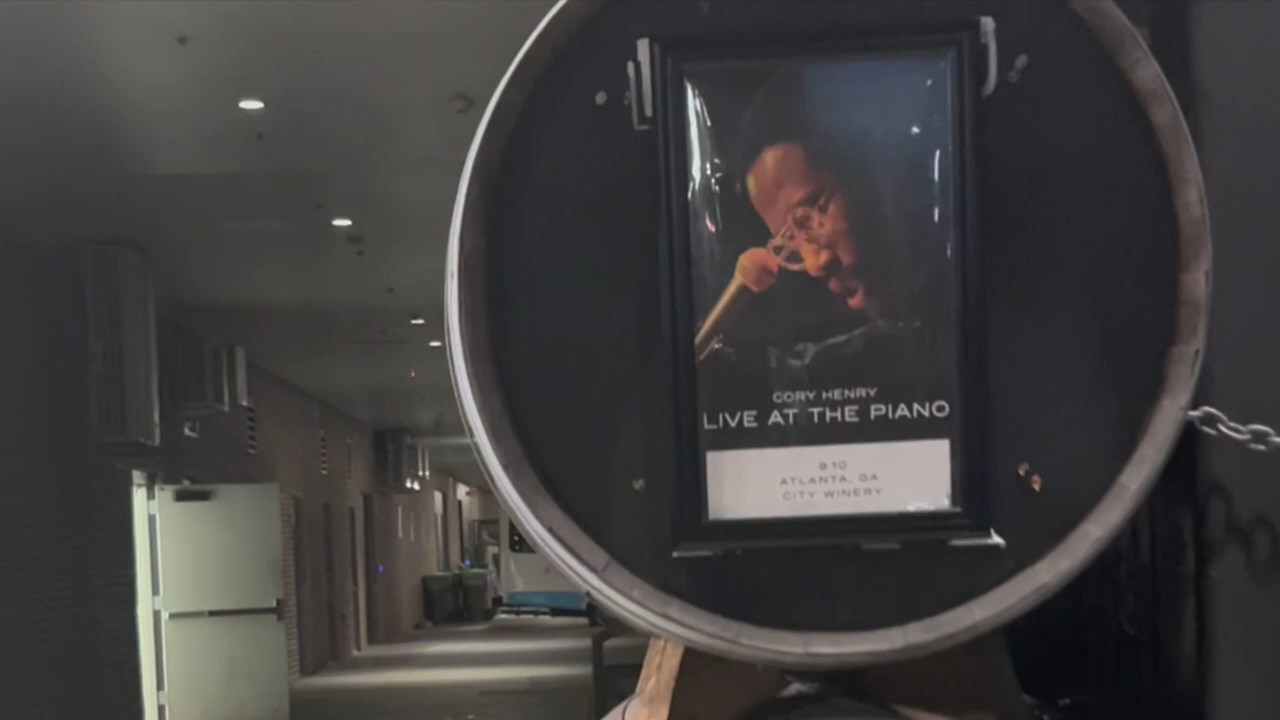 CORY HENRY
LIVE AT THE PIANO
9 10
ATLANTA, GA
CITY WINERY